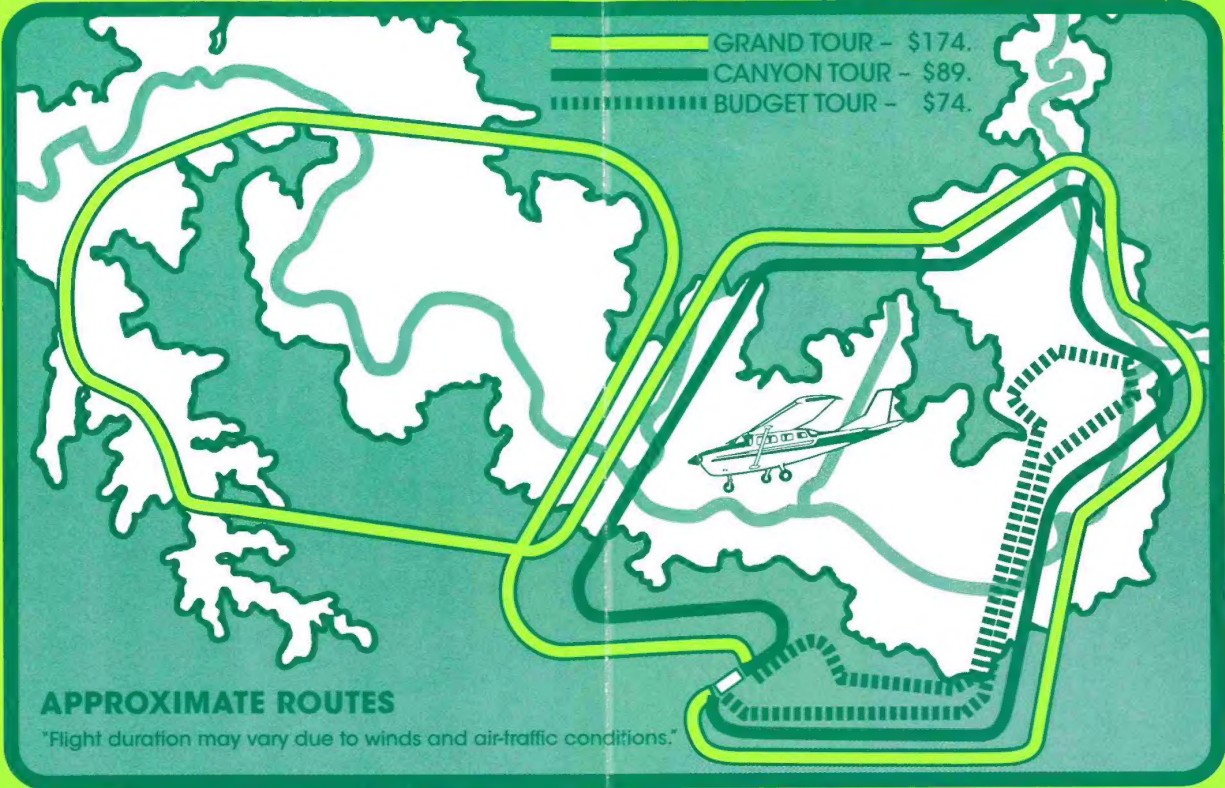 GRAND TOUR – $174.
CANYON TOUR – $89.
BUDGET TOUR – $74.
APPROXIMATE ROUTES
"Flight duration may vary due to winds and air-traffic conditions."